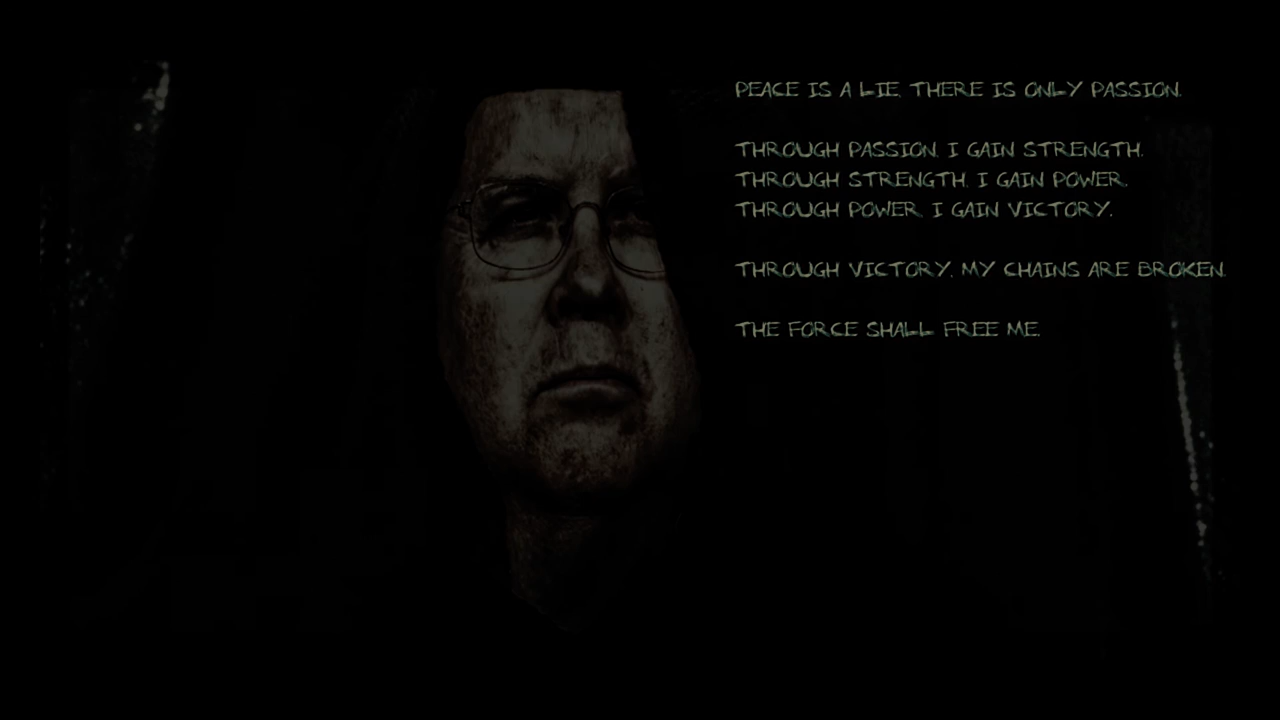 PEACE IS A LIE. THERE IS ONLY PASSION.
THROUGH PASSION, I GAIN STRENGTH.
THROUGH STRENGTH, I GAIN POWER.
THROUGH POWER, I GAIN VICTORY.
THROUGH VICTORY, MY CHAINS ARE BROKEN.
THE FORCE SHALL FREE ME.